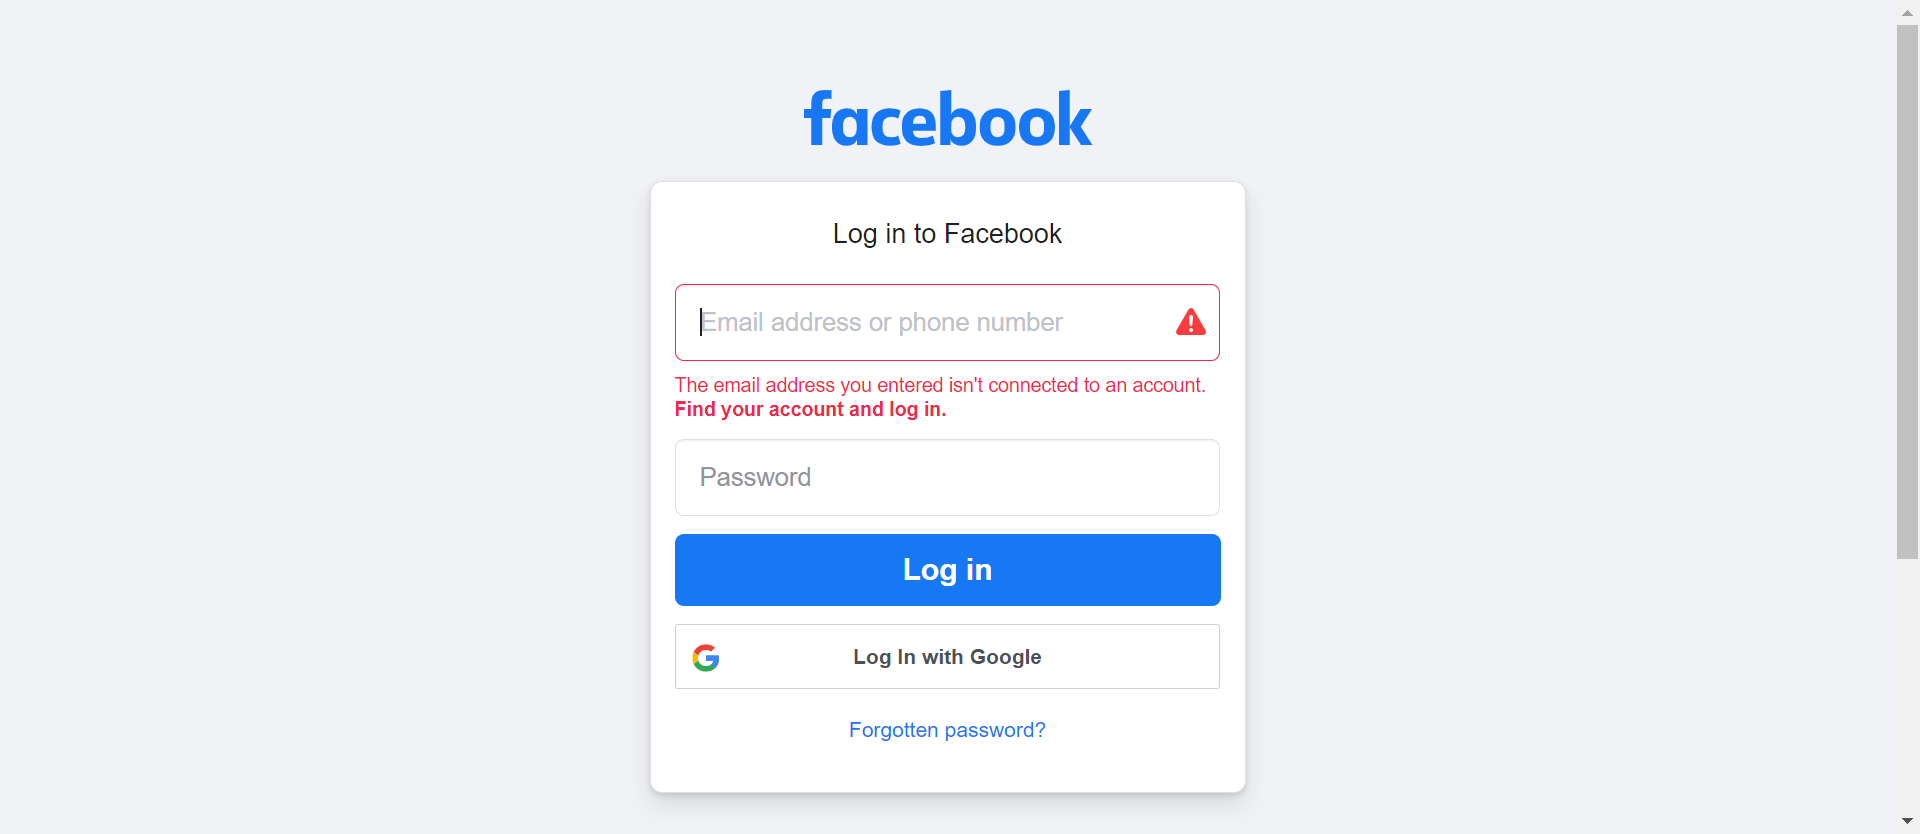 facebook
Log in to Facebook
Email address or phone number
The email address you entered isn't connected to an account.
Find your account and log in.
Password
Log in
Log In with Google
Forgotten password?